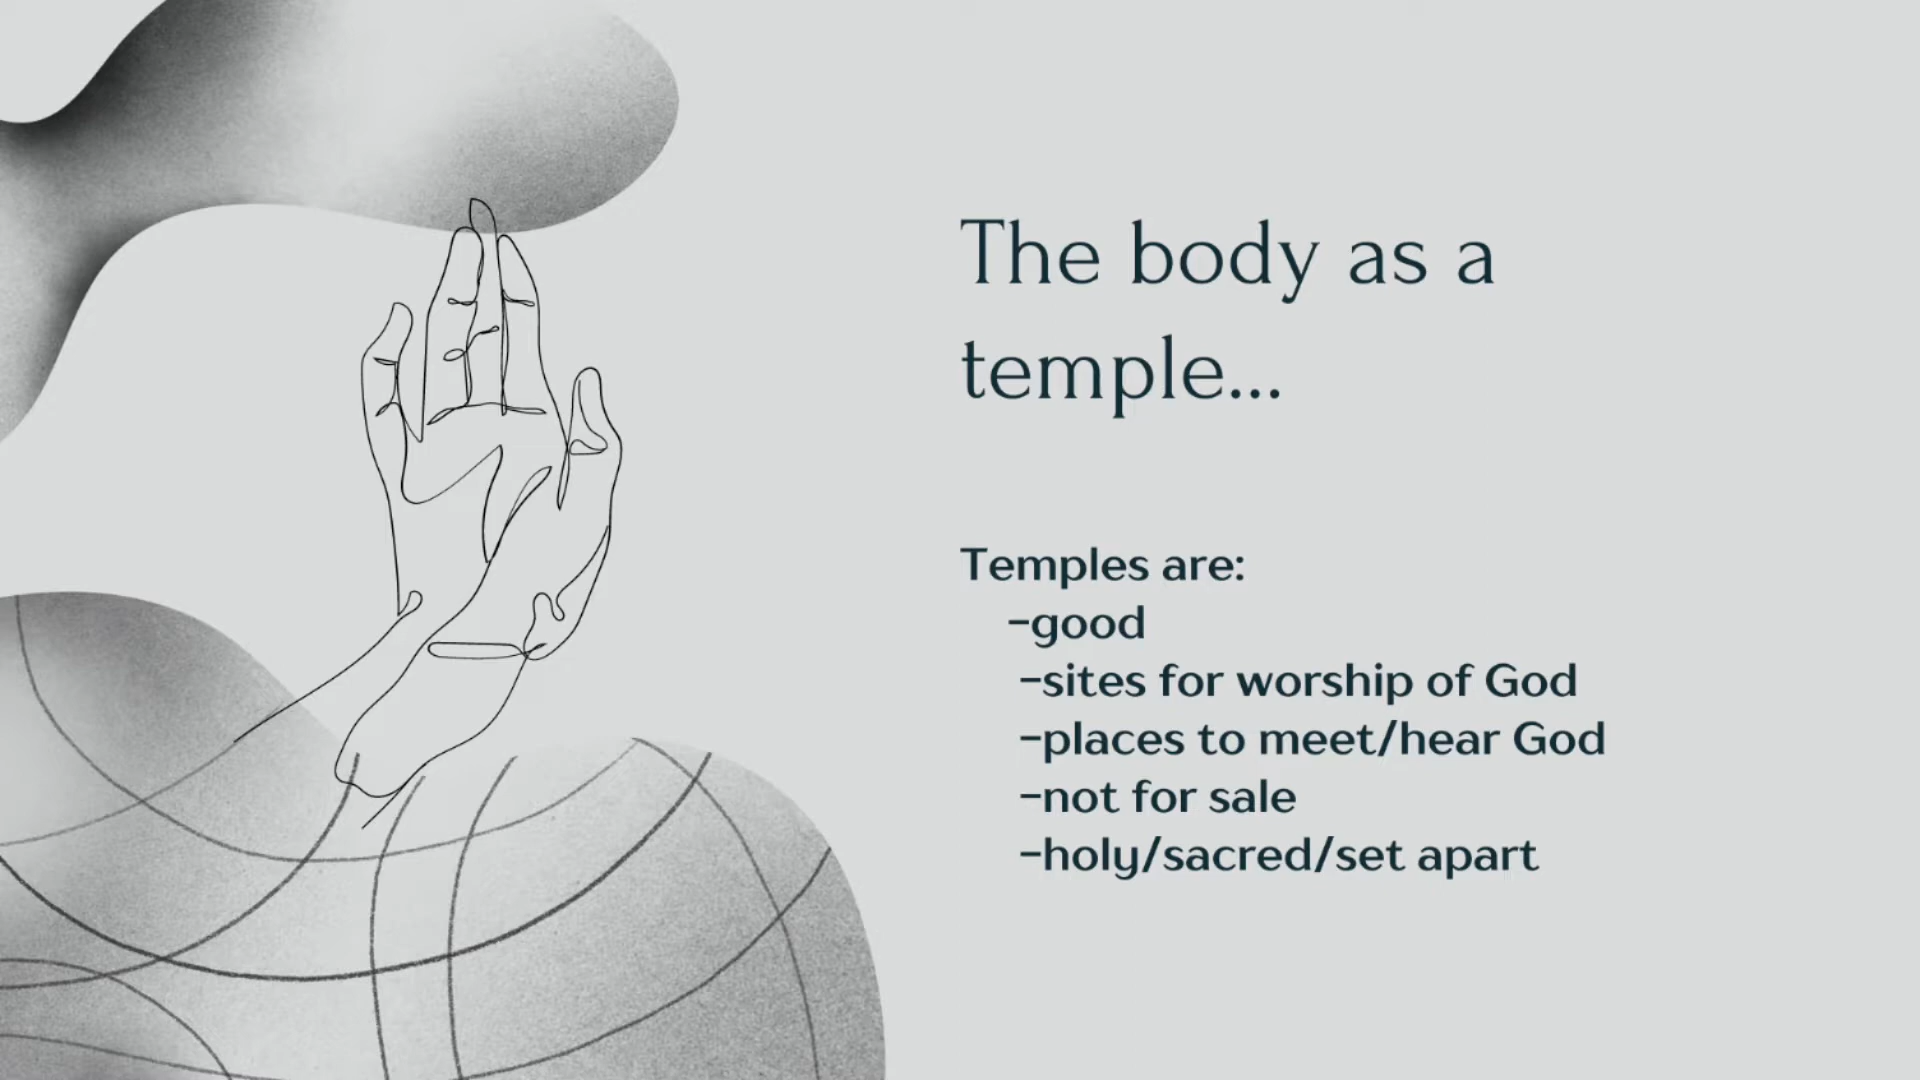 The body as a
temple...
Temples are:
-good
-sites for worship of God
-places to meet/hear God
-not for sale
-holy/sacred/set apart